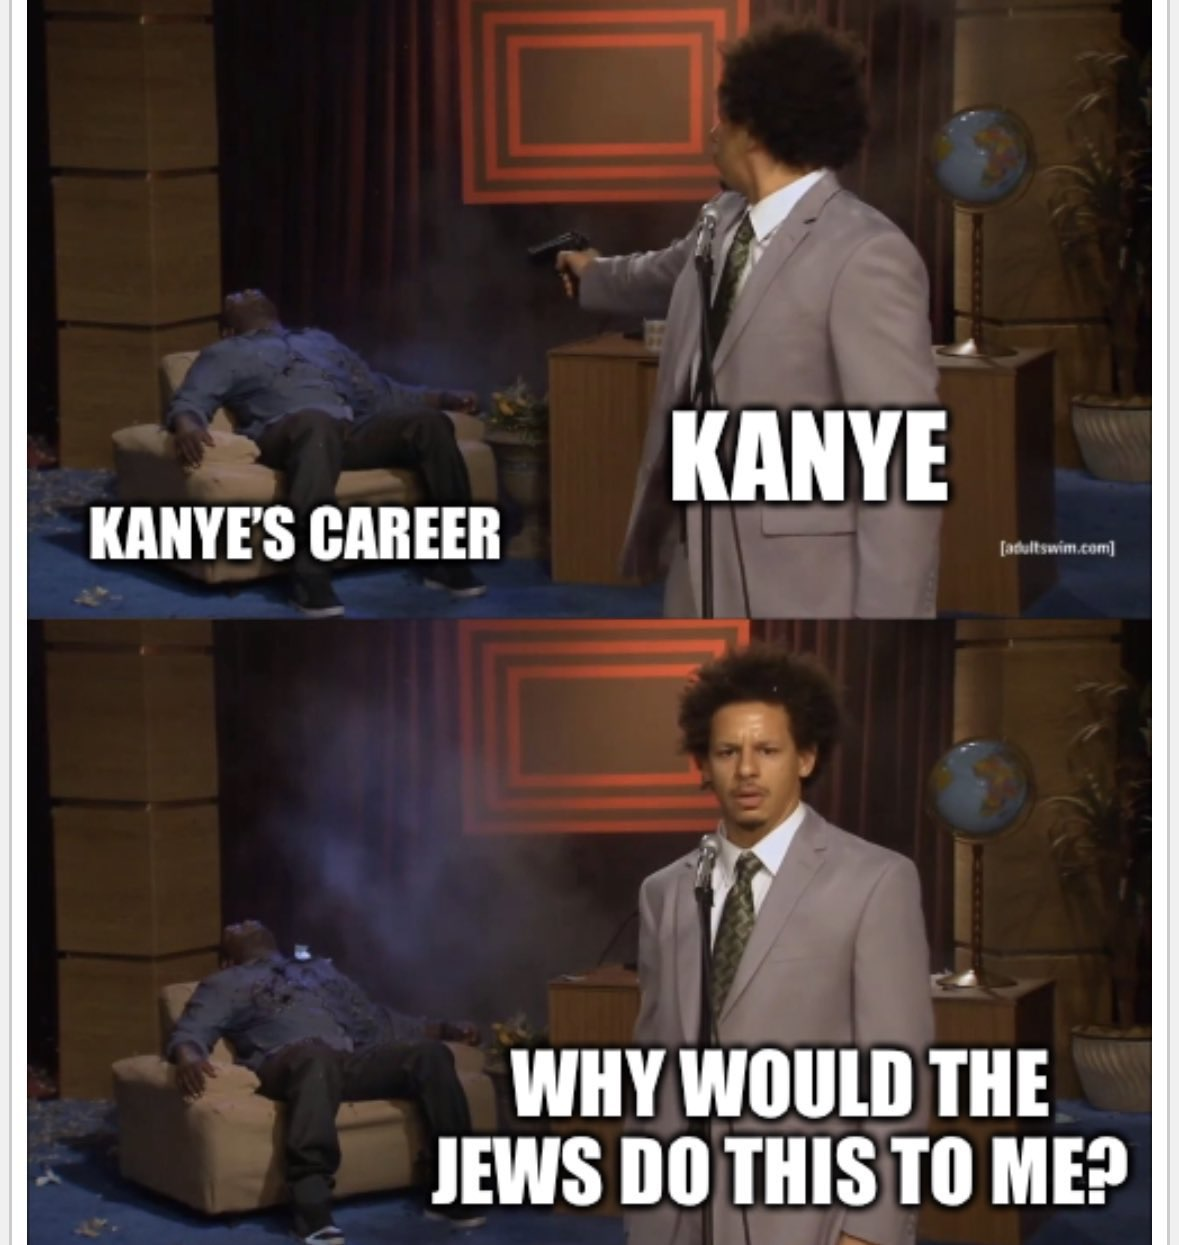 KANYE
KANYE'S CAREER
[adultswim.com]
WHY WOULD THE
JEWS DO THIS TO ME?